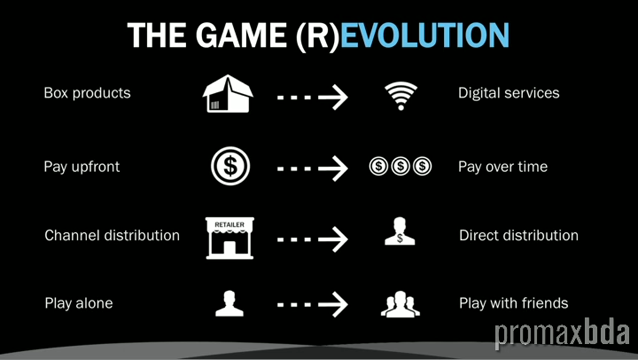 THE GAME (R)EVOLUTION
Box products
Digital services
Pay upfront
$
$ $ $
Pay over time
Channel distribution
RETAILER
$
Direct distribution
Play alone
Play with friends
promaxbda